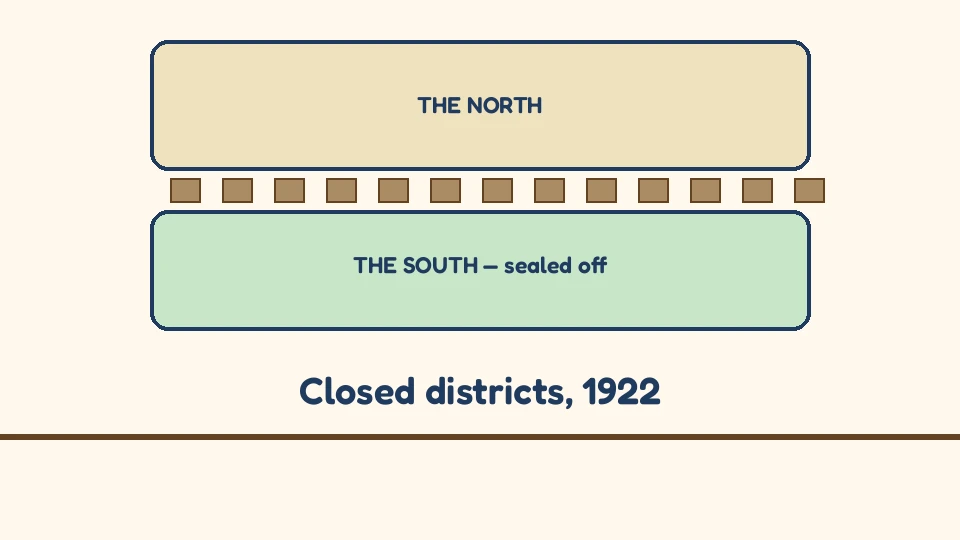 THE NORTH
THE SOUTH — sealed off
Closed districts, 1922